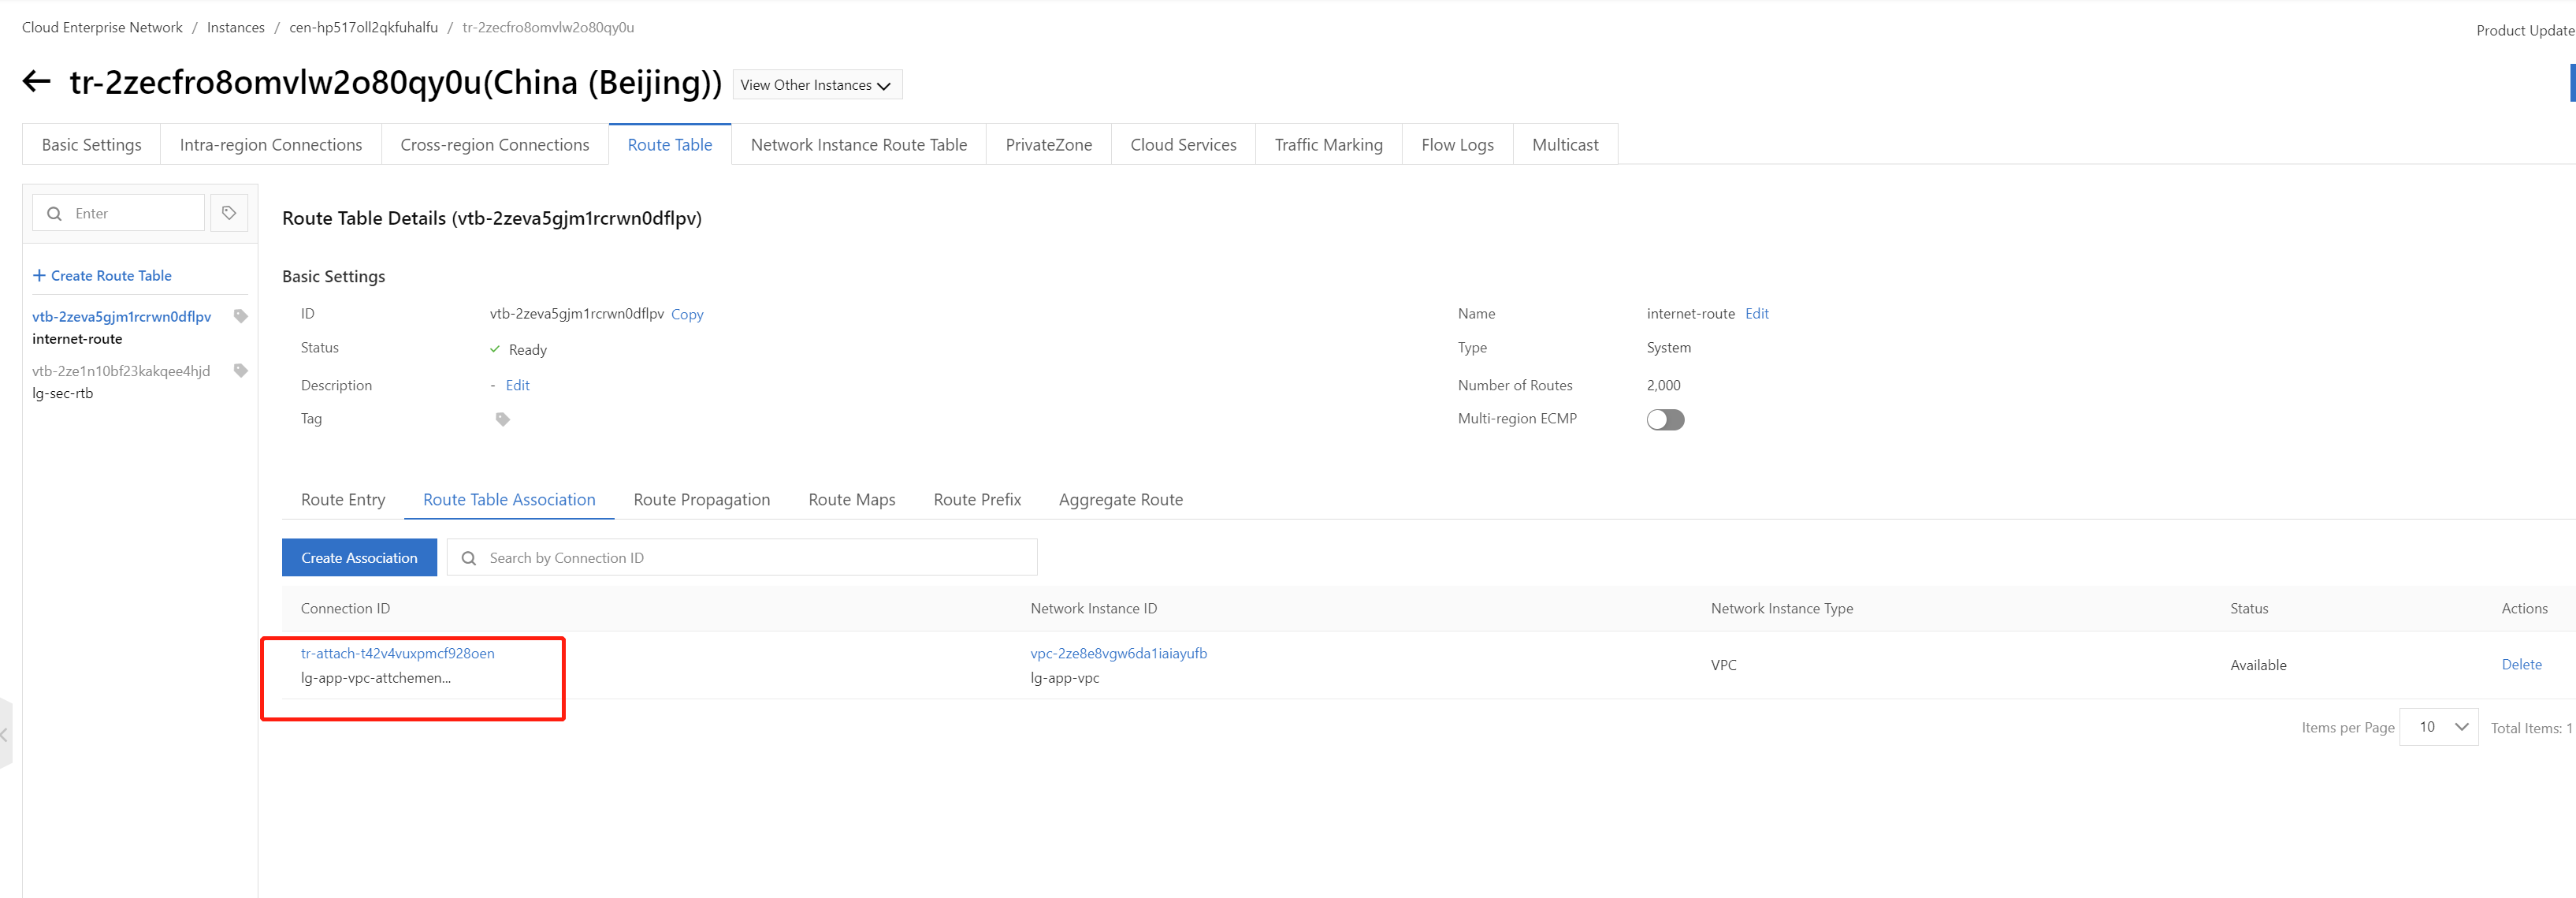 Cloud Enterprise Network / Instances / cen-hp517oll2qkfuhalfu / tr-2zecfro8omvlw2o80qy0u
Product Update
tr-2zecfro8omvlw2o80qy0u(China (Beijing))
View Other Instances
Basic Settings
Intra-region Connections
Cross-region Connections
Route Table
Network Instance Route Table
PrivateZone
Cloud Services
Traffic Marking
Flow Logs
Multicast
Enter
Create Route Table
vtb-2zeva5gjm1rcrwn0dflpv
internet-route
vtb-2ze1n10bf23kakqee4hjd
lg-sec-rtb
Route Table Details (vtb-2zeva5gjm1rcrwn0dflpv)
Basic Settings
ID vtb-2zeva5gjm1rcrwn0dflpv Copy
Name internet-route Edit
Status Ready
Type System
Description - Edit
Number of Routes 2,000
Tag
Multi-region ECMP
Route Entry
Route Table Association
Route Propagation
Route Maps
Route Prefix
Aggregate Route
Create Association
Search by Connection ID
Connection ID Network Instance ID Network Instance Type Status Actions
tr-attach-t42v4vuxpmcf928oen vpc-2ze8e8vgw6da1iaiayufb VPC Available Delete
lg-app-vpc-attchemen... lg-app-vpc
Items per Page 10 Total Items: 1